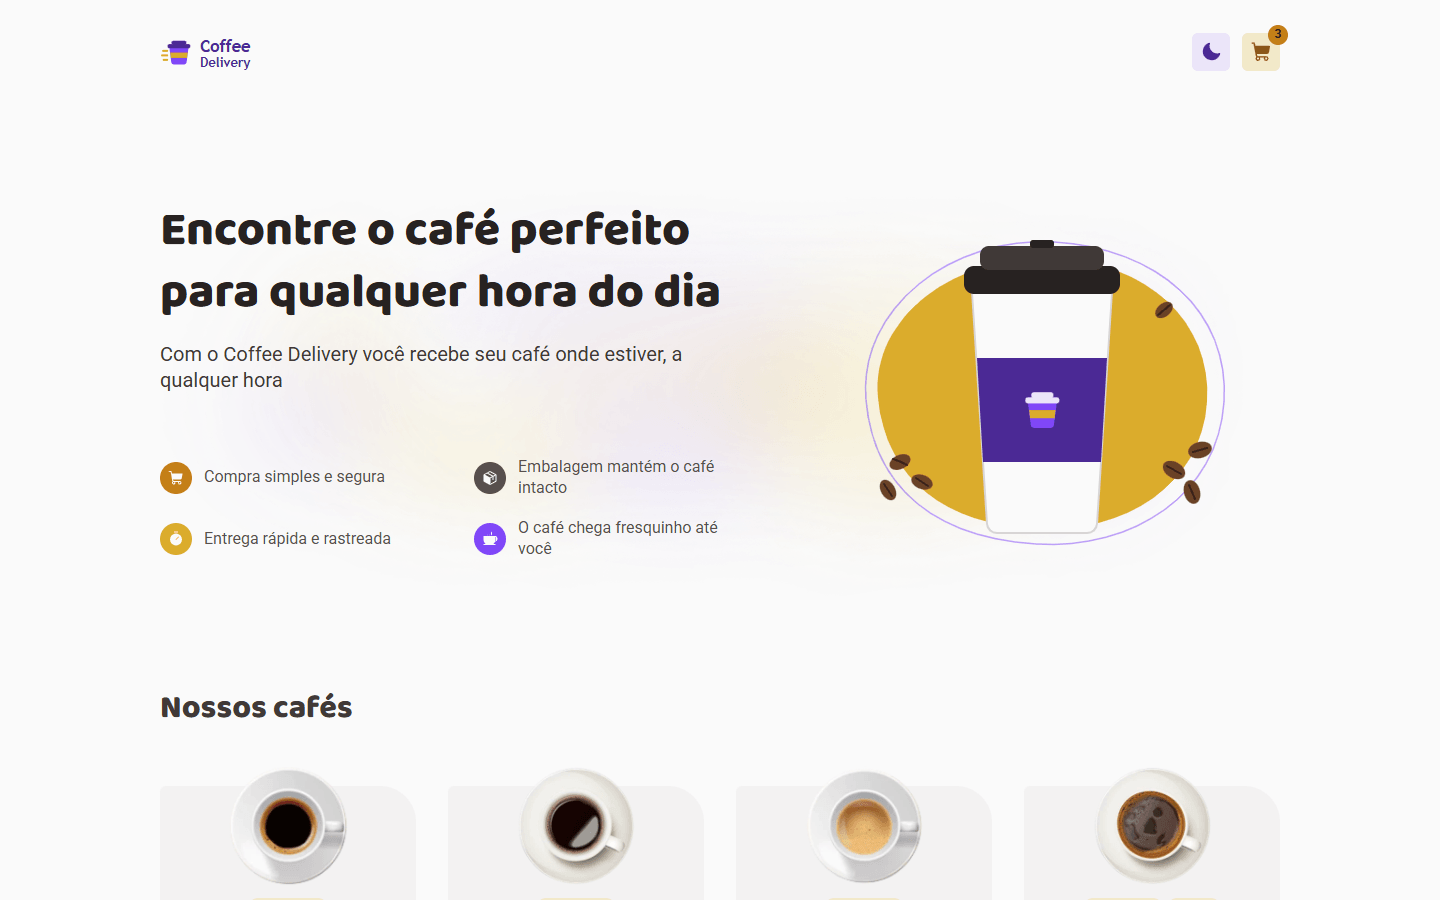 Coffee
Delivery
3
Encontre o café perfeito
para qualquer hora do dia
Com o Coffee Delivery você recebe seu café onde estiver, a
qualquer hora
Compra simples e segura
Embalagem mantém o café
intacto
Entrega rápida e rastreada
O café chega fresquinho até
você
Nossos cafés